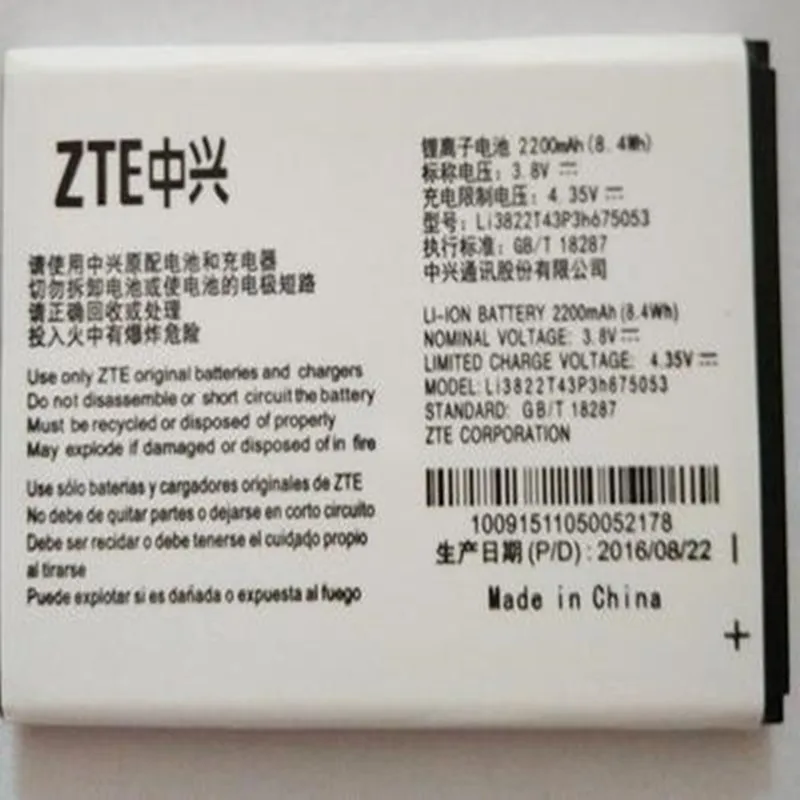 ZTE中兴
请使用中兴原配电池和充电器
切勿拆卸电池或使电池的电极短路
请正确回收或处理
投入火中有爆炸危险
Use only ZTE original batteries and chargers
Do not disassemble or short circuit the battery
Must be recycled or disposed of properly
May explode if damaged or disposed of in fire
Use sólo baterias y cargadores originales de ZTE
No debe de quitar partes o dejarse en corto circuito
Debe ser recidar o debe tenerse el cuidado propio
al tirarse
Puede explotar si es dañada o expuesta al fuego
锂离子电池 2200mAh(8.4Wh)
标称电压: 3.8V ⎓
充电限制电压: 4.35V ⎓
型号: Li3822T43P3h675053
执行标准: GB/T 18287
中兴通讯股份有限公司
LI-ION BATTERY 2200mAh(8.4Wh)
NOMINAL VOLTAGE: 3.8V ⎓
LIMITED CHARGE VOLTAGE: 4.35V ⎓
MODEL: Li3822T43P3h675053
STANDARD: GB/T 18287
ZTE CORPORATION
10091511050052178
生产日期(P/D): 2016/08/22 |
Made in China
+